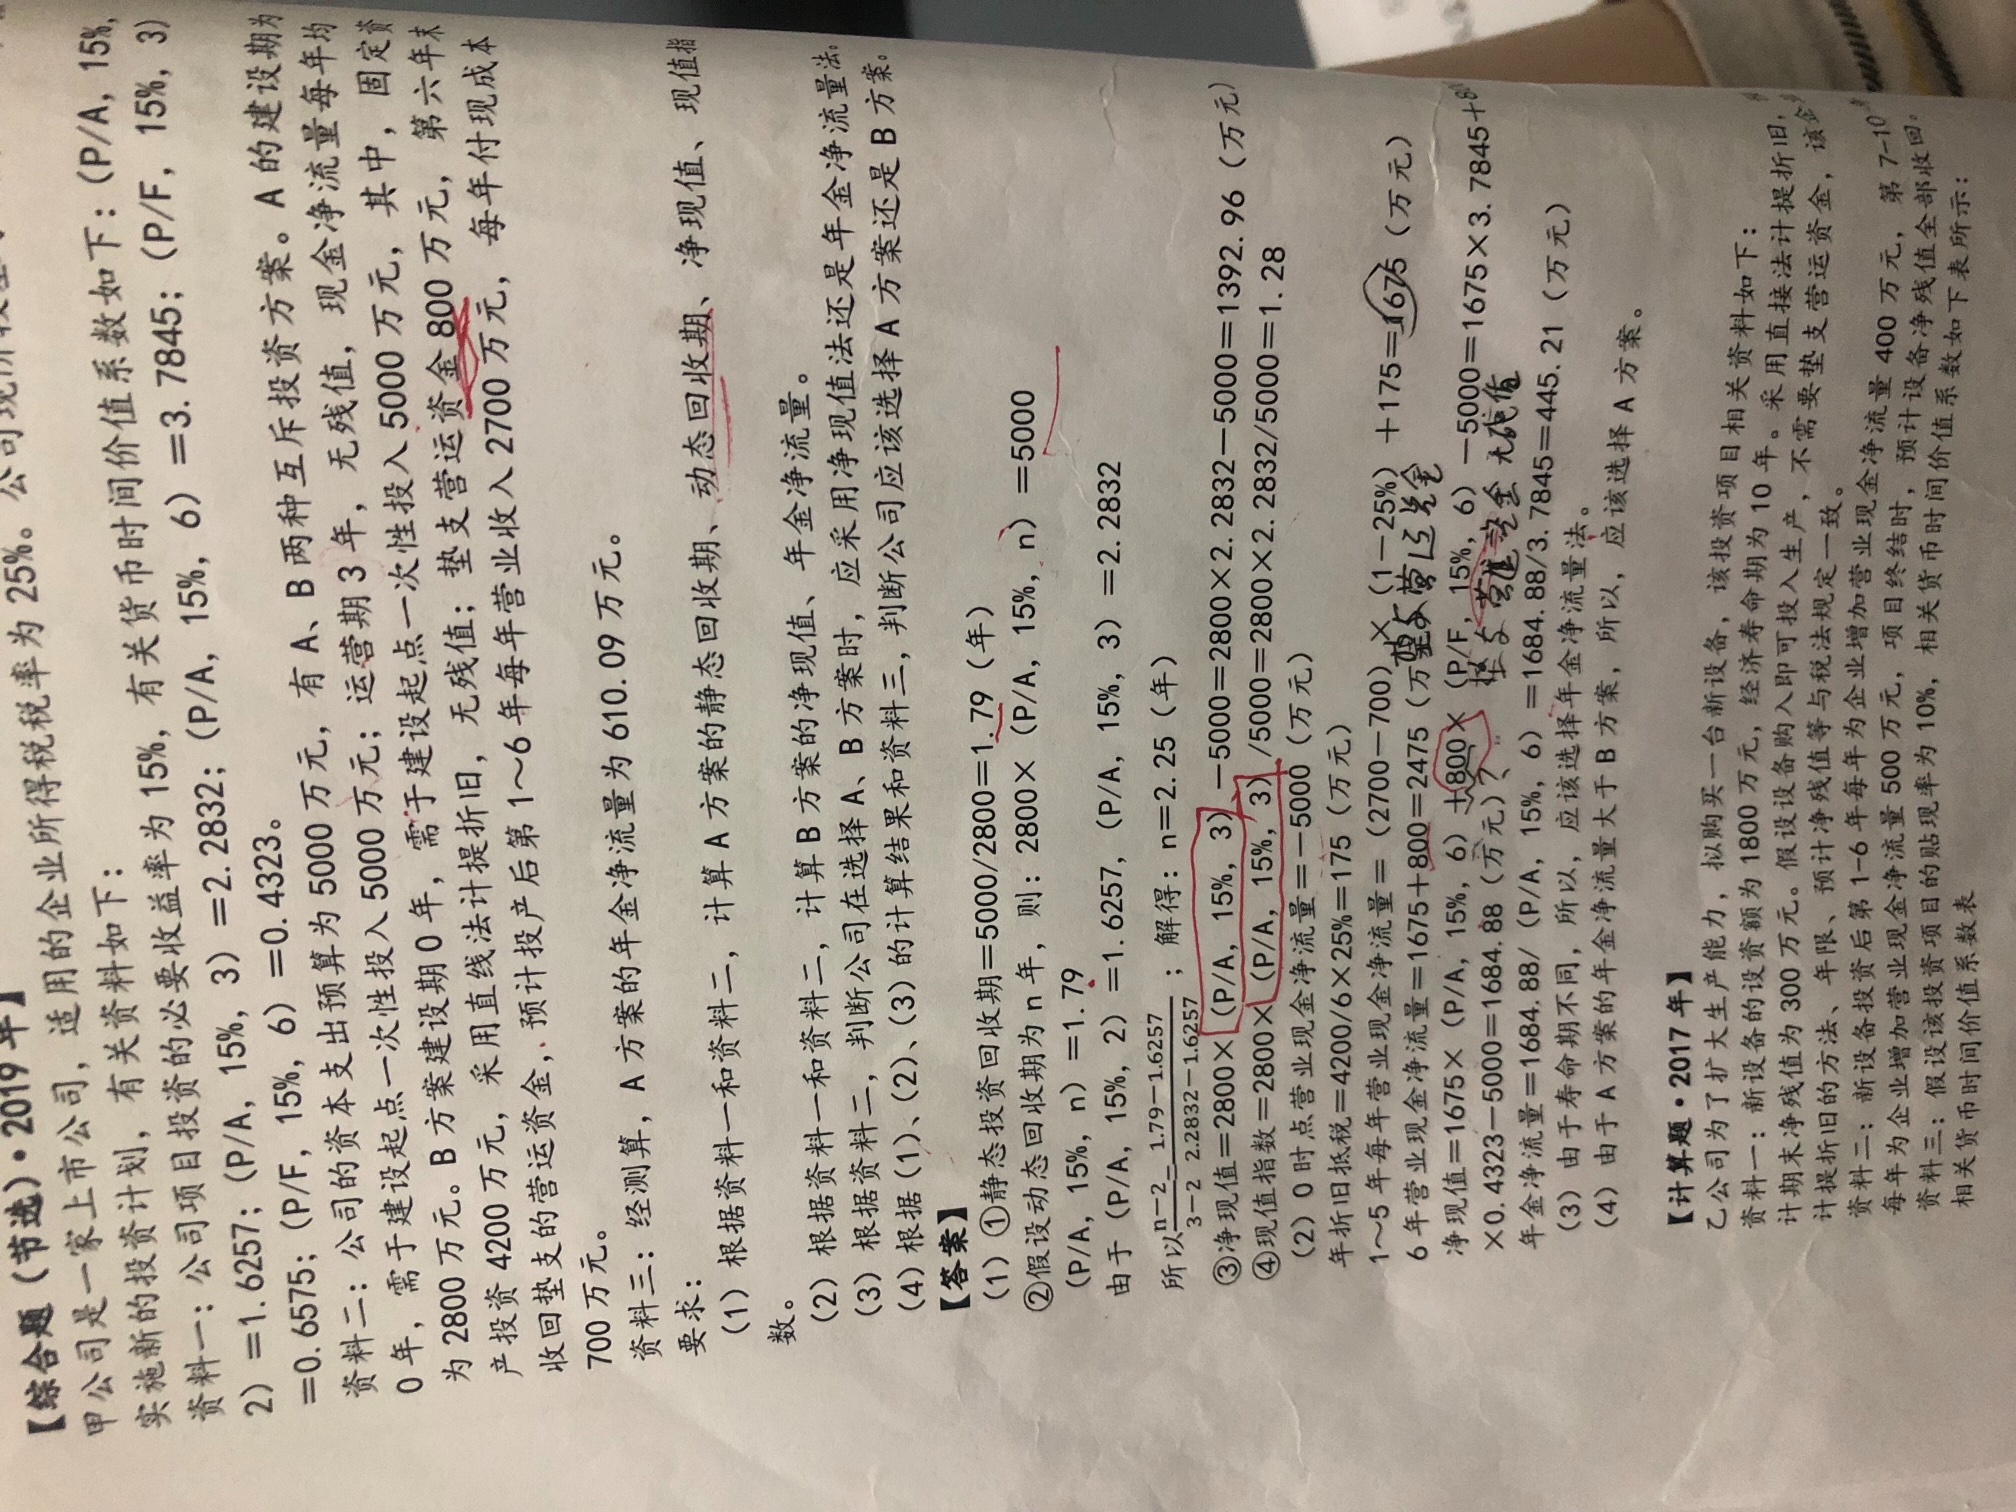 公司现阶段
【综合题（节选）·2019年】
甲公司是一家上市公司，适用的企业所得税税率为25%。
实施新的投资计划，有关资料如下：
资料一：公司项目投资的必要收益率为15%，有关货币时间价值系数如下：(P/A，15%，
2）＝1.6257；(P/A，15%，3）＝2.2832；(P/A，15%，6）＝3.7845；(P/F，15%，3)
＝0.6575；(P/F，15%，6）＝0.4323。
资料二：公司的资本支出预算为5000万元，有A、B两种互斥投资方案。A的建设期为
0年，需于建设起点一次性投入5000万元；运营期3年，无残值，现金净流量每年均
为2800万元。B方案建设期0年，需于建设起点一次性投入5000万元，其中，固定资
产投资4200万元，采用直线法计提折旧，无残值；垫支营运资金800万元，第六年末
收回垫支的营运资金，预计投产后第1～6年每年营业收入2700万元，每年付现成本
700万元。
资料三：经测算，A方案的年金净流量为610.09万元。
要求：
（1）根据资料一和资料二，计算A方案的静态回收期、动态回收期、净现值、现值指
数。
（2）根据资料一和资料二，计算B方案的净现值、年金净流量。
（3）根据资料二，判断公司在选择A、B方案时，应采用净现值法还是年金净流量法。
（4）根据（1）、（2）、（3）的计算结果和资料三，判断公司应该选择A方案还是B方案。
【答案】
（1）①静态投资回收期＝5000/2800＝1.79（年）
②假设动态回收期为n年，则：2800×（P/A，15%，n）＝5000
（P/A，15%，n）＝1.79
由于（P/A，15%，2）＝1.6257，（P/A，15%，3）＝2.2832
所以 n－2/3－2＝1.79－1.6257/2.2832－1.6257；解得：n＝2.25（年）
③净现值＝2800×（P/A，15%，3）－5000＝2800×2.2832－5000＝1392.96（万元）
④现值指数＝2800×（P/A，15%，3）/5000＝2800×2.2832/5000＝1.28
（2）0时点营业现金净流量＝－5000（万元）
年折旧抵税＝4200/6×25%＝175（万元）
1～5年每年营业现金净流量＝（2700－700）×（1－25%）＋175＝1675（万元）
6年营业现金净流量＝1675＋800＝2475（万
垫支营运资金
净现值＝1675×（P/A，15%，6）＋800×（P/F，15%，6）－5000＝1675×3.7845＋8
×0.4323－5000＝1684.88（万元）
无残值
年金净流量＝1684.88/（P/A，15%，6）＝1684.88/3.7845＝445.21（万元）
（3）由于寿命期不同，所以，应该选择年金净流量法。
（4）由于A方案的年金净流量大于B方案，所以，应该选择A方案。
【计算题·2017年】
乙公司为了扩大生产能力，拟购买一台新设备，该投资项目相关资料如下：
资料一：新设备的设资额为1800万元，经济寿命期为10年。采用直接法计提折旧，
计期末净残值为300万元。假设设备购入即可投入生产，不需要垫支营运资金，该
计提折旧的方法、年限、预计净残值等与税法规定一致。
资料二：新设备投资后第1-6年每年为企业增加营业现金净流量400万元，第7-10
每年为企业增加营业现金净流量500万元，项目终结时，预计设备净残值全部收回。
资料三：假设该投资项目的贴现率为10%，相关货币时间价值系数如下表所示：
相关货币时间价值系数表